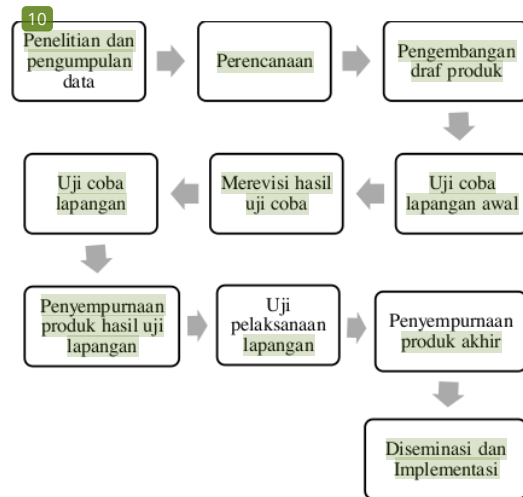 10
Penelitian dan
pengumpulan
data
Perencanaan
Pengembangan
draf produk
Uji coba
lapangan awal
Merevisi hasil
uji coba
Uji coba
lapangan
Penyempurnaan
produk hasil uji
lapangan
Uji
pelaksanaan
lapangan
Penyempurnaan
produk akhir
Diseminasi dan
Implementasi